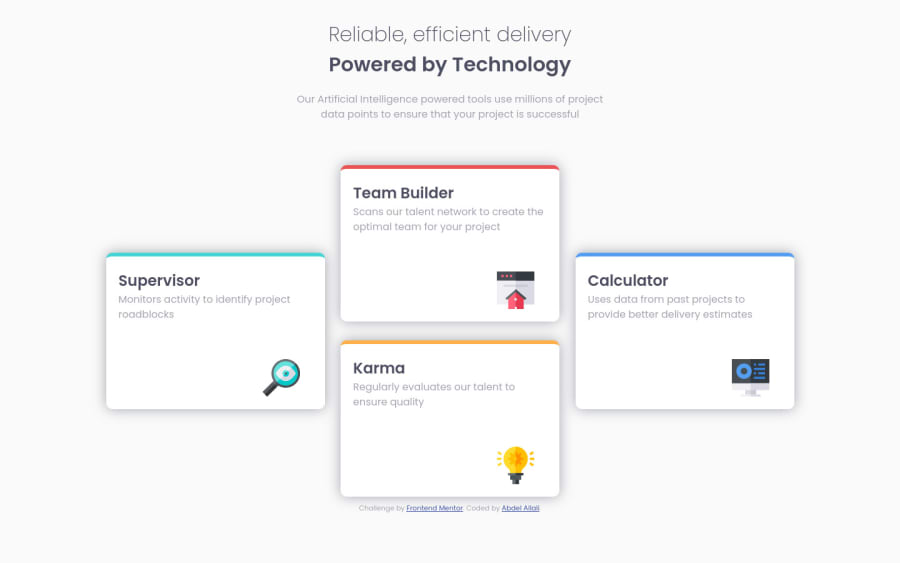 Reliable, efficient delivery
Powered by Technology
Our Artificial Intelligence powered tools use millions of project
data points to ensure that your project is successful
Team Builder
Scans our talent network to create the
optimal team for your project
Supervisor
Monitors activity to identify project
roadblocks
Calculator
Uses data from past projects to
provide better delivery estimates
Karma
Regularly evaluates our talent to
ensure quality
Challenge by Frontend Mentor. Coded by Abdel Allali